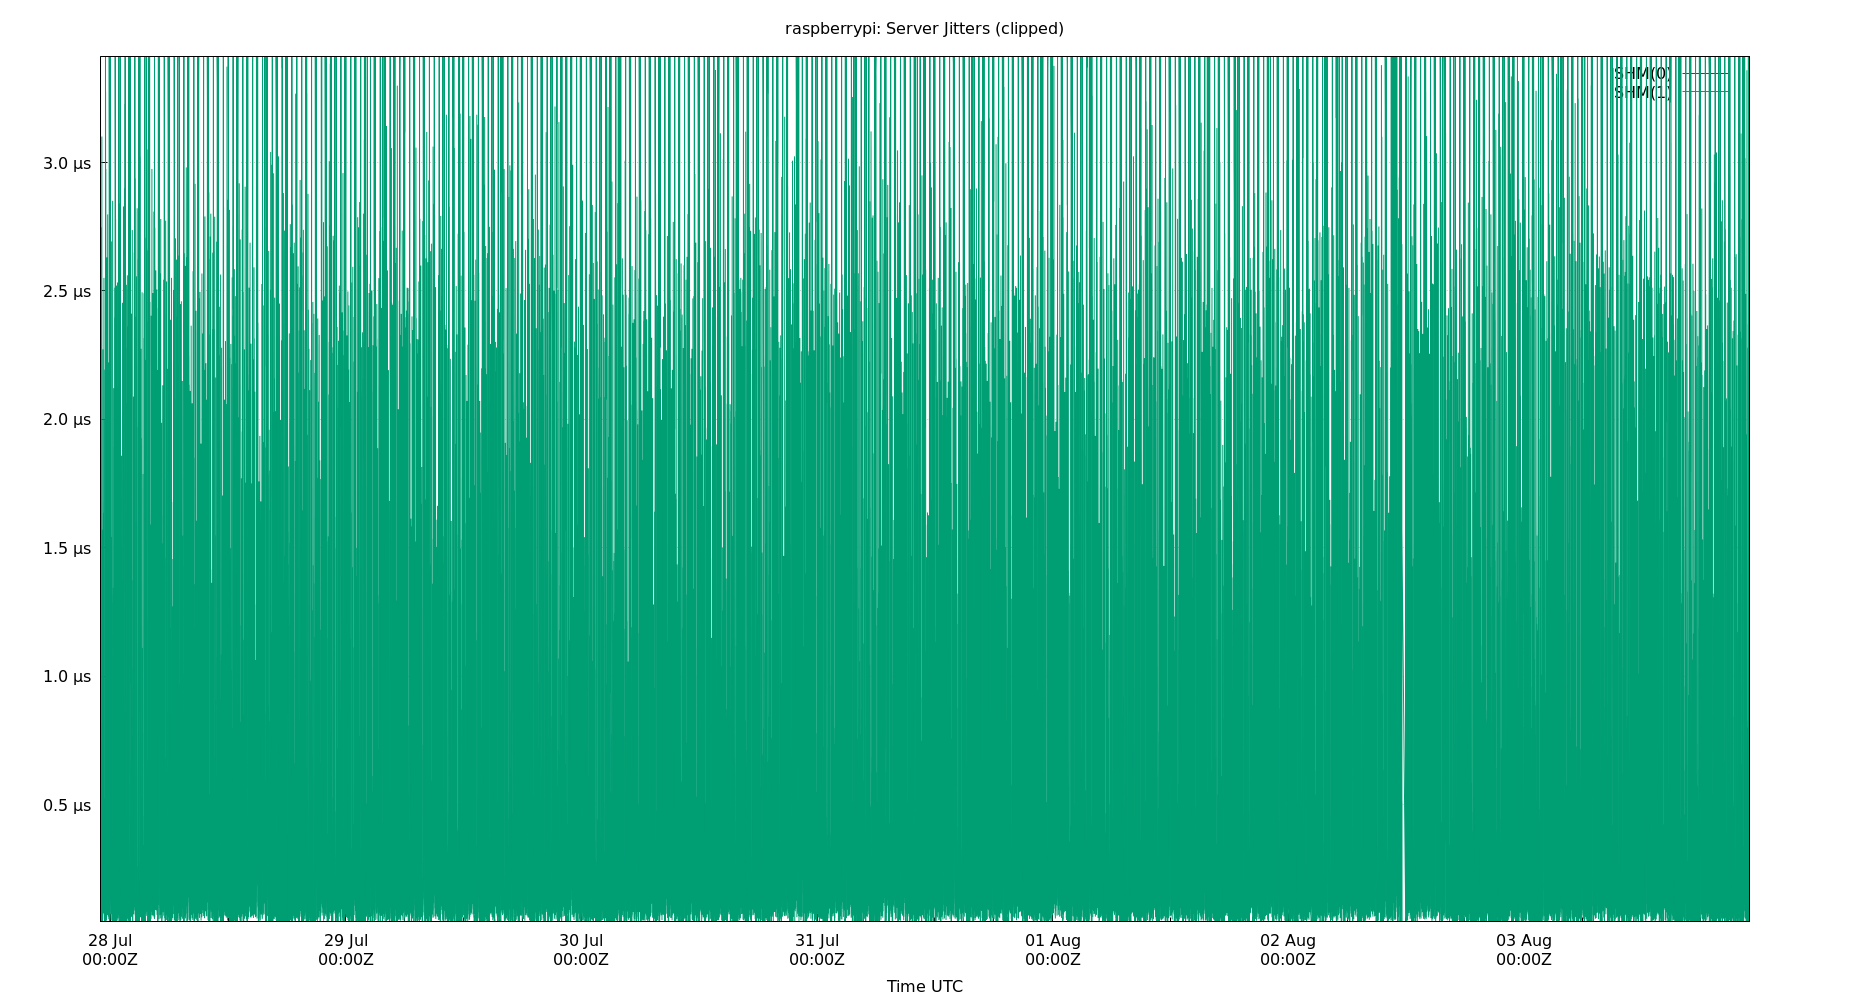 raspberrypi: Server Jitters (clipped)
SHM(0)
SHM(1)
3.0 µs
2.5 µs
2.0 µs
1.5 µs
1.0 µs
0.5 µs
28 Jul 29 Jul 30 Jul 31 Jul 01 Aug 02 Aug 03 Aug
00:00Z 00:00Z 00:00Z 00:00Z 00:00Z 00:00Z 00:00Z
Time UTC